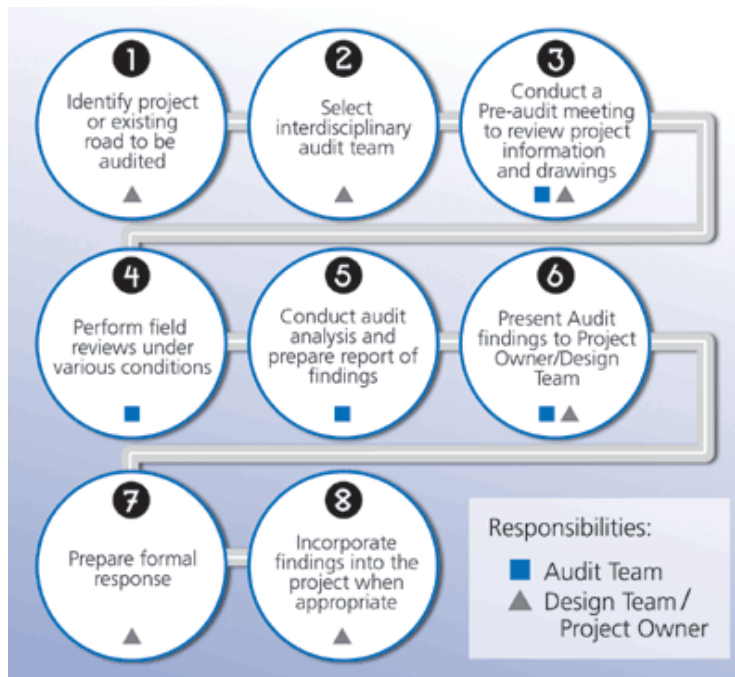 1
Identify project
or existing
road to be
audited
2
Select
interdisciplinary
audit team
3
Conduct a
Pre-audit meeting
to review project
information
and drawings
4
Perform field
reviews under
various conditions
5
Conduct audit
analysis and
prepare report of
findings
6
Present Audit
findings to Project
Owner/Design
Team
7
Prepare formal
response
8
Incorporate
findings into the
project when
appropriate
Responsibilities:
Audit Team
Design Team /
Project Owner